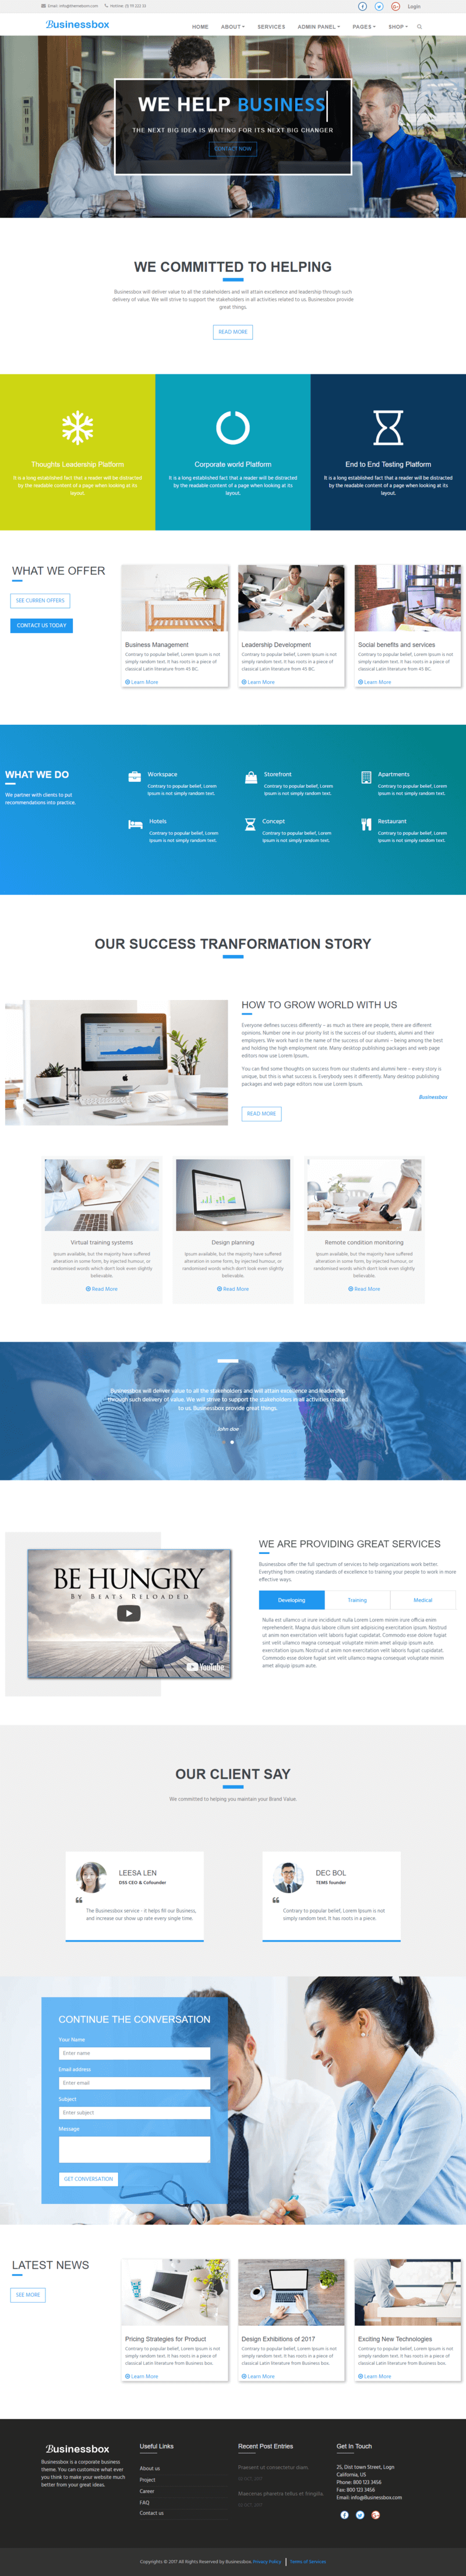 Email: info@themeborn.com Hotline: 25 99 222 33 Login
Businessbox HOME ABOUT SERVICES ADMIN PANEL PAGES SHOP
WE HELP BUSINESS
THE NEXT BIG IDEA IS WAITING FOR ITS NEXT BIG CHANGER
CONTACT NOW
WE COMMITTED TO HELPING
Businessbox will deliver value to all the stakeholders and will attain excellence and leadership through such
delivery of value. We will strive to support the stakeholders in all activities related to us. Businessbox provide
great things.
READ MORE
Thoughts Leadership Platform
It is a long established fact that a reader will be distracted
by the readable content of a page when looking at its
layout.
Corporate world Platform
It is a long established fact that a reader will be distracted
by the readable content of a page when looking at its
layout.
End to End Testing Platform
It is a long established fact that a reader will be distracted
by the readable content of a page when looking at its
layout.
WHAT WE OFFER
SEE CURREN OFFERS
CONTACT US TODAY
Business Management
Contrary to popular belief, Lorem Ipsum is not
simply random text. It has roots in a piece of
classical Latin literature from 45 BC.
Learn More
Leadership Development
Contrary to popular belief, Lorem Ipsum is not
simply random text. It has roots in a piece of
classical Latin literature from 45 BC.
Learn More
Social benefits and services
Contrary to popular belief, Lorem Ipsum is not
simply random text. It has roots in a piece of
classical Latin literature from 45 BC.
Learn More
WHAT WE DO
We partner with clients to put
recommendations into practice.
Workspace
Contrary to popular belief, Lorem
Ipsum is not simply random text.
Storefront
Contrary to popular belief, Lorem
Ipsum is not simply random text.
Apartments
Contrary to popular belief, Lorem
Ipsum is not simply random text.
Hotels
Contrary to popular belief, Lorem
Ipsum is not simply random text.
Concept
Contrary to popular belief, Lorem
Ipsum is not simply random text.
Restaurant
Contrary to popular belief, Lorem
Ipsum is not simply random text.
OUR SUCCESS TRANFORMATION STORY
HOW TO GROW WORLD WITH US
Everyone defines success differently – as much as there are people, there are different
opinions. Number one in our priority list is the success of our students, alumni and their
employers. We work hard in the name of the success of our alumni – being among the best
and holding the high employment rate. Many desktop publishing packages and web page
editors now use Lorem Ipsum.
You can find some thoughts on success from our students and alumni here – every story is
unique, but this is what success is. Everybody sees it differently. Many desktop publishing
packages and web page editors now use Lorem Ipsum.
Businessbox
READ MORE
Virtual training systems
Ipsum available, but the majority have suffered
alteration in some form, by injected humour, or
randomised words which don't look even slightly
believable.
Read More
Design planning
Ipsum available, but the majority have suffered
alteration in some form, by injected humour, or
randomised words which don't look even slightly
believable.
Read More
Remote condition monitoring
Ipsum available, but the majority have suffered
alteration in some form, by injected humour, or
randomised words which don't look even slightly
believable.
Read More
Businessbox will deliver value to all the stakeholders and will attain excellence and leadership
through such delivery of value. We will strive to support the stakeholders in all activities related
to us. Businessbox provide great things.
John doe
BE HUNGRY
BY BEATS RELOADED
YouTube
WE ARE PROVIDING GREAT SERVICES
Businessbox offer the full spectrum of services to help organizations work better.
Everything from creating standards of excellence to training your people to work in more
effective ways.
Developing Training Medical
Nulla est ullamco ut irure incididunt nulla Lorem Lorem minim irure officia enim
reprehenderit. Magna duis labore cillum sint adipisicing exercitation ipsum. Nostrud
ut anim non exercitation velit laboris fugiat cupidatat. Commodo esse dolore fugiat
sint velit ullamco magna consequat voluptate minim amet aliquip ipsum aute
exercitation ipsum. Nostrud ut anim non exercitation velit laboris fugiat cupidatat.
Commodo esse dolore fugiat sint velit ullamco magna consequat voluptate minim
amet aliquip ipsum aute.
OUR CLIENT SAY
We committed to helping you maintain your Brand Value.
LEESA LEN
DSS CEO & Cofounder
The Businessbox service - it helps fill our Business,
and increase our show up rate every single time.
DEC BOL
TEMS founder
Contrary to popular belief, Lorem Ipsum is not
simply random text. It has roots in a piece.
CONTINUE THE CONVERSATION
Your Name
Enter name
Email address
Enter email
Subject
Enter subject
Message
GET CONVERSATION
LATEST NEWS
SEE MORE
Pricing Strategies for Product
Contrary to popular belief, Lorem Ipsum is not
simply random text. It has roots in a piece of
classical Latin literature from Business box.
Learn More
Design Exhibitions of 2017
Contrary to popular belief, Lorem Ipsum is not
simply random text. It has roots in a piece of
classical Latin literature from Business box.
Learn More
Exciting New Technologies
Contrary to popular belief, Lorem Ipsum is not
simply random text. It has roots in a piece of
classical Latin literature from Business box.
Learn More
Businessbox
Businessbox is a corporate business
theme. You can customize what ever
you think to make your website much
better from your great ideas.
Useful Links
About us
Project
Career
FAQ
Contact us
Recent Post Entries
Praesent ut consectetur diam.
Maecenas pharetra tellus et fringilla.
Get In Touch
25, Dist town Street, Logn
California, US
Phone: 800 123 3456
Fax: 800 123 3456
Email: info@Businessbox.com
Copyrights © 2017 All Rights Reserved by Businessbox. Privacy Policy Terms of Services